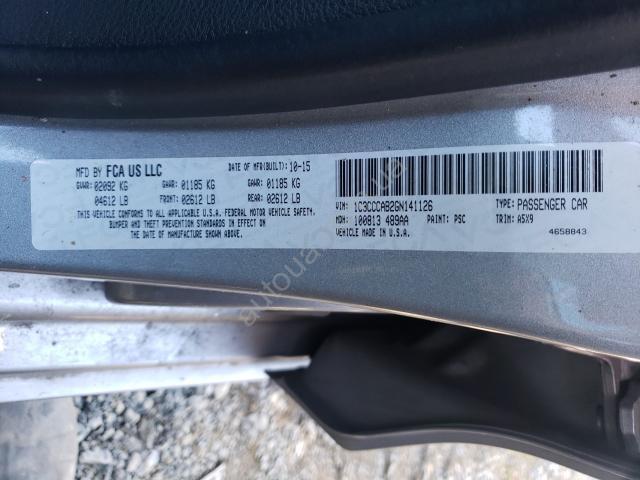 MFD BY FCA US LLC
DATE OF MFR(BUILT): 10-15
GVWR: 02092 KG
GAWR: 01185 KG
GAWR: 01185 KG
04612 LB
FRONT: 02612 LB
REAR: 02612 LB
THIS VEHICLE CONFORMS TO ALL APPLICABLE U.S.A. FEDERAL MOTOR VEHICLE SAFETY,
BUMPER AND THEFT PREVENTION STANDARDS IN EFFECT ON
THE DATE OF MANUFACTURE SHOWN ABOVE.
VIN: 1C3CCCAB2GN141126
TYPE: PASSENGER CAR
MDH: 100813 489AA
PAINT: PSC
TRIM: A5X9
VEHICLE MADE IN U.S.A.
4658843